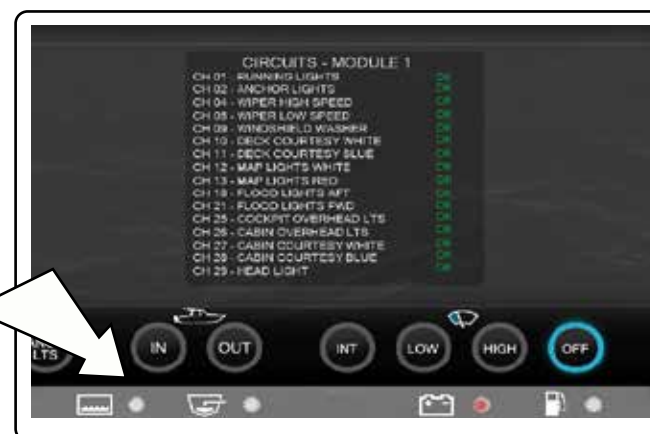 CIRCUITS - MODULE 1
CH 01 - RUNNING LIGHTS
CH 02 - ANCHOR LIGHTS
CH 04 - WIPER HIGH SPEED
CH 05 - WIPER LOW SPEED
CH 09 - WINDSHIELD WASHER
CH 10 - DECK COURTESY WHITE
CH 11 - DECK COURTESY BLUE
CH 12 - MAP LIGHTS WHITE
CH 13 - MAP LIGHTS RED
FLOOD LIGHTS AFT
CH 21 - FLOOD LIGHTS FWD
CH 25 - COCKPIT OVERHEAD LTS
CH 26 - CABIN OVERHEAD LTS
CH 27 - CABIN COURTESY WHITE
CH 28 - CABIN COURTESY BLUE
CH 29 - HEAD LIGHT
LTS
IN
OUT
INT
LOW
HIGH
OFF